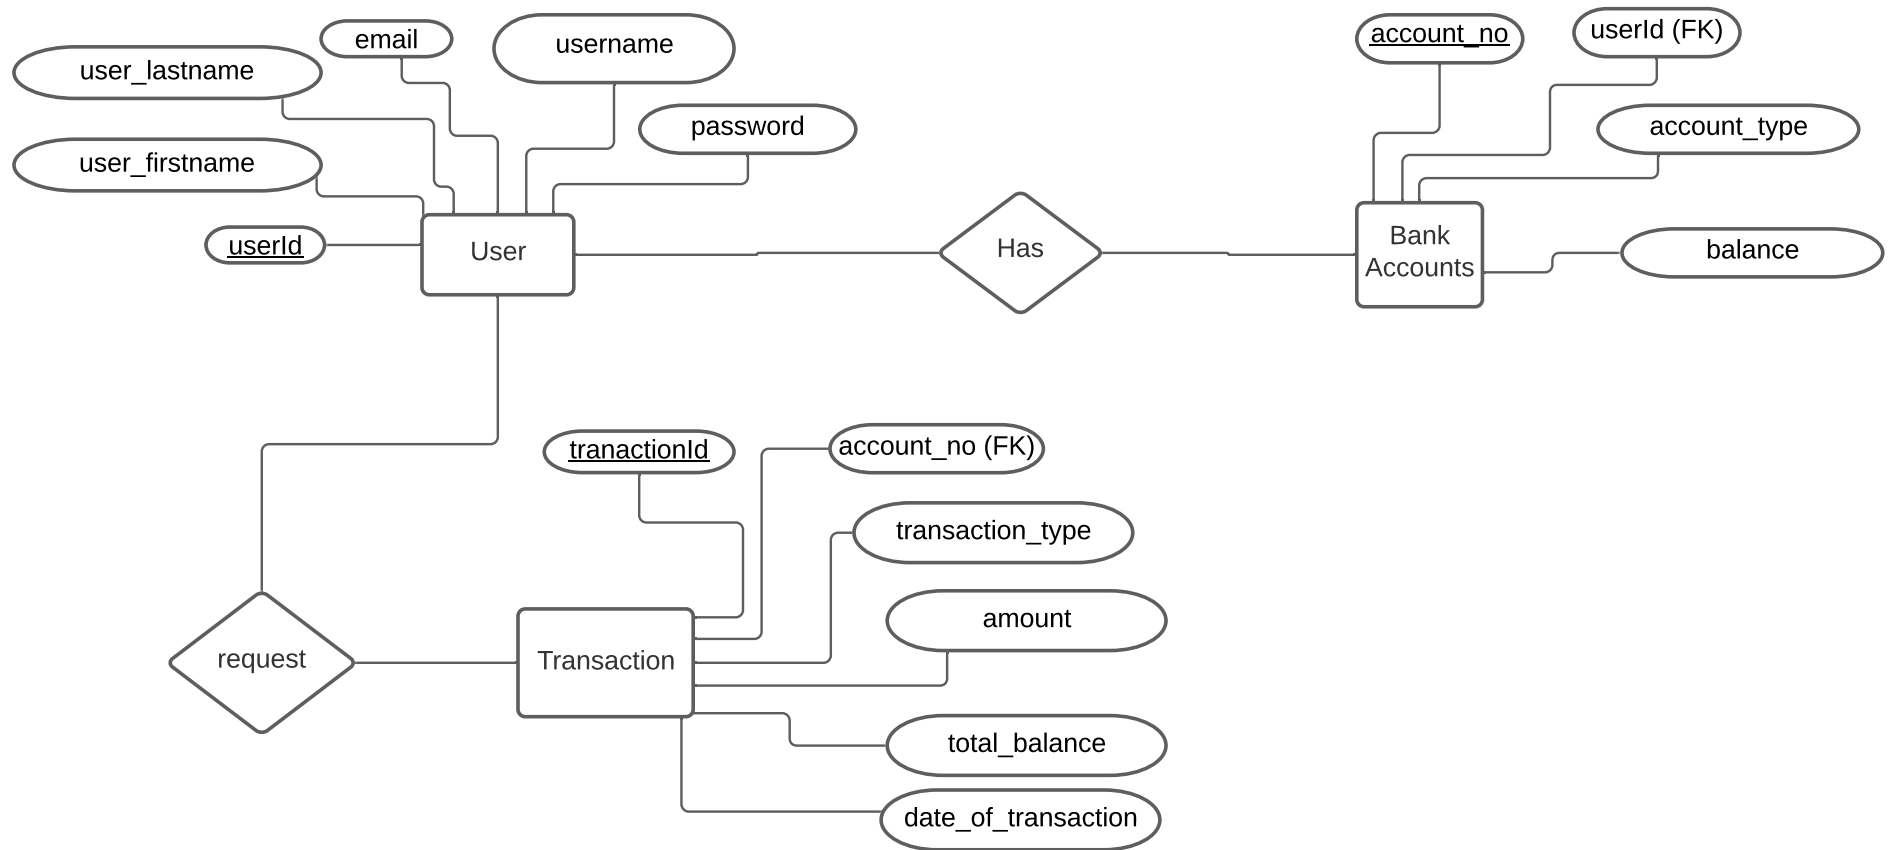 email
username
user_lastname
password
user_firstname
userId
User
Has
account_no
userId (FK)
account_type
Bank
Accounts
balance
tranactionId
account_no (FK)
transaction_type
amount
request
Transaction
total_balance
date_of_transaction